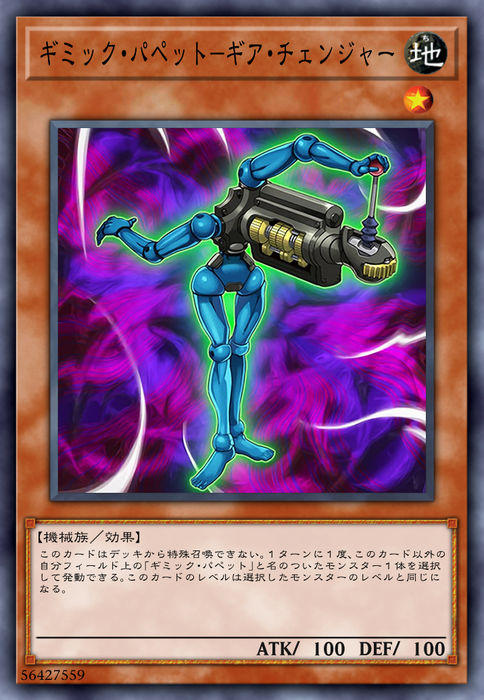 ギミック・パペット－ギア・チェンジャー
ち
地
【機械族／効果】
このカードはデッキから特殊召喚できない。１ターンに１度、このカード以外の
自分フィールド上の「ギミック・パペット」と名のついたモンスター１体を選択
して発動できる。このカードのレベルは選択したモンスターのレベルと同じに
なる。
ATK/ 100 DEF/ 100
56427559